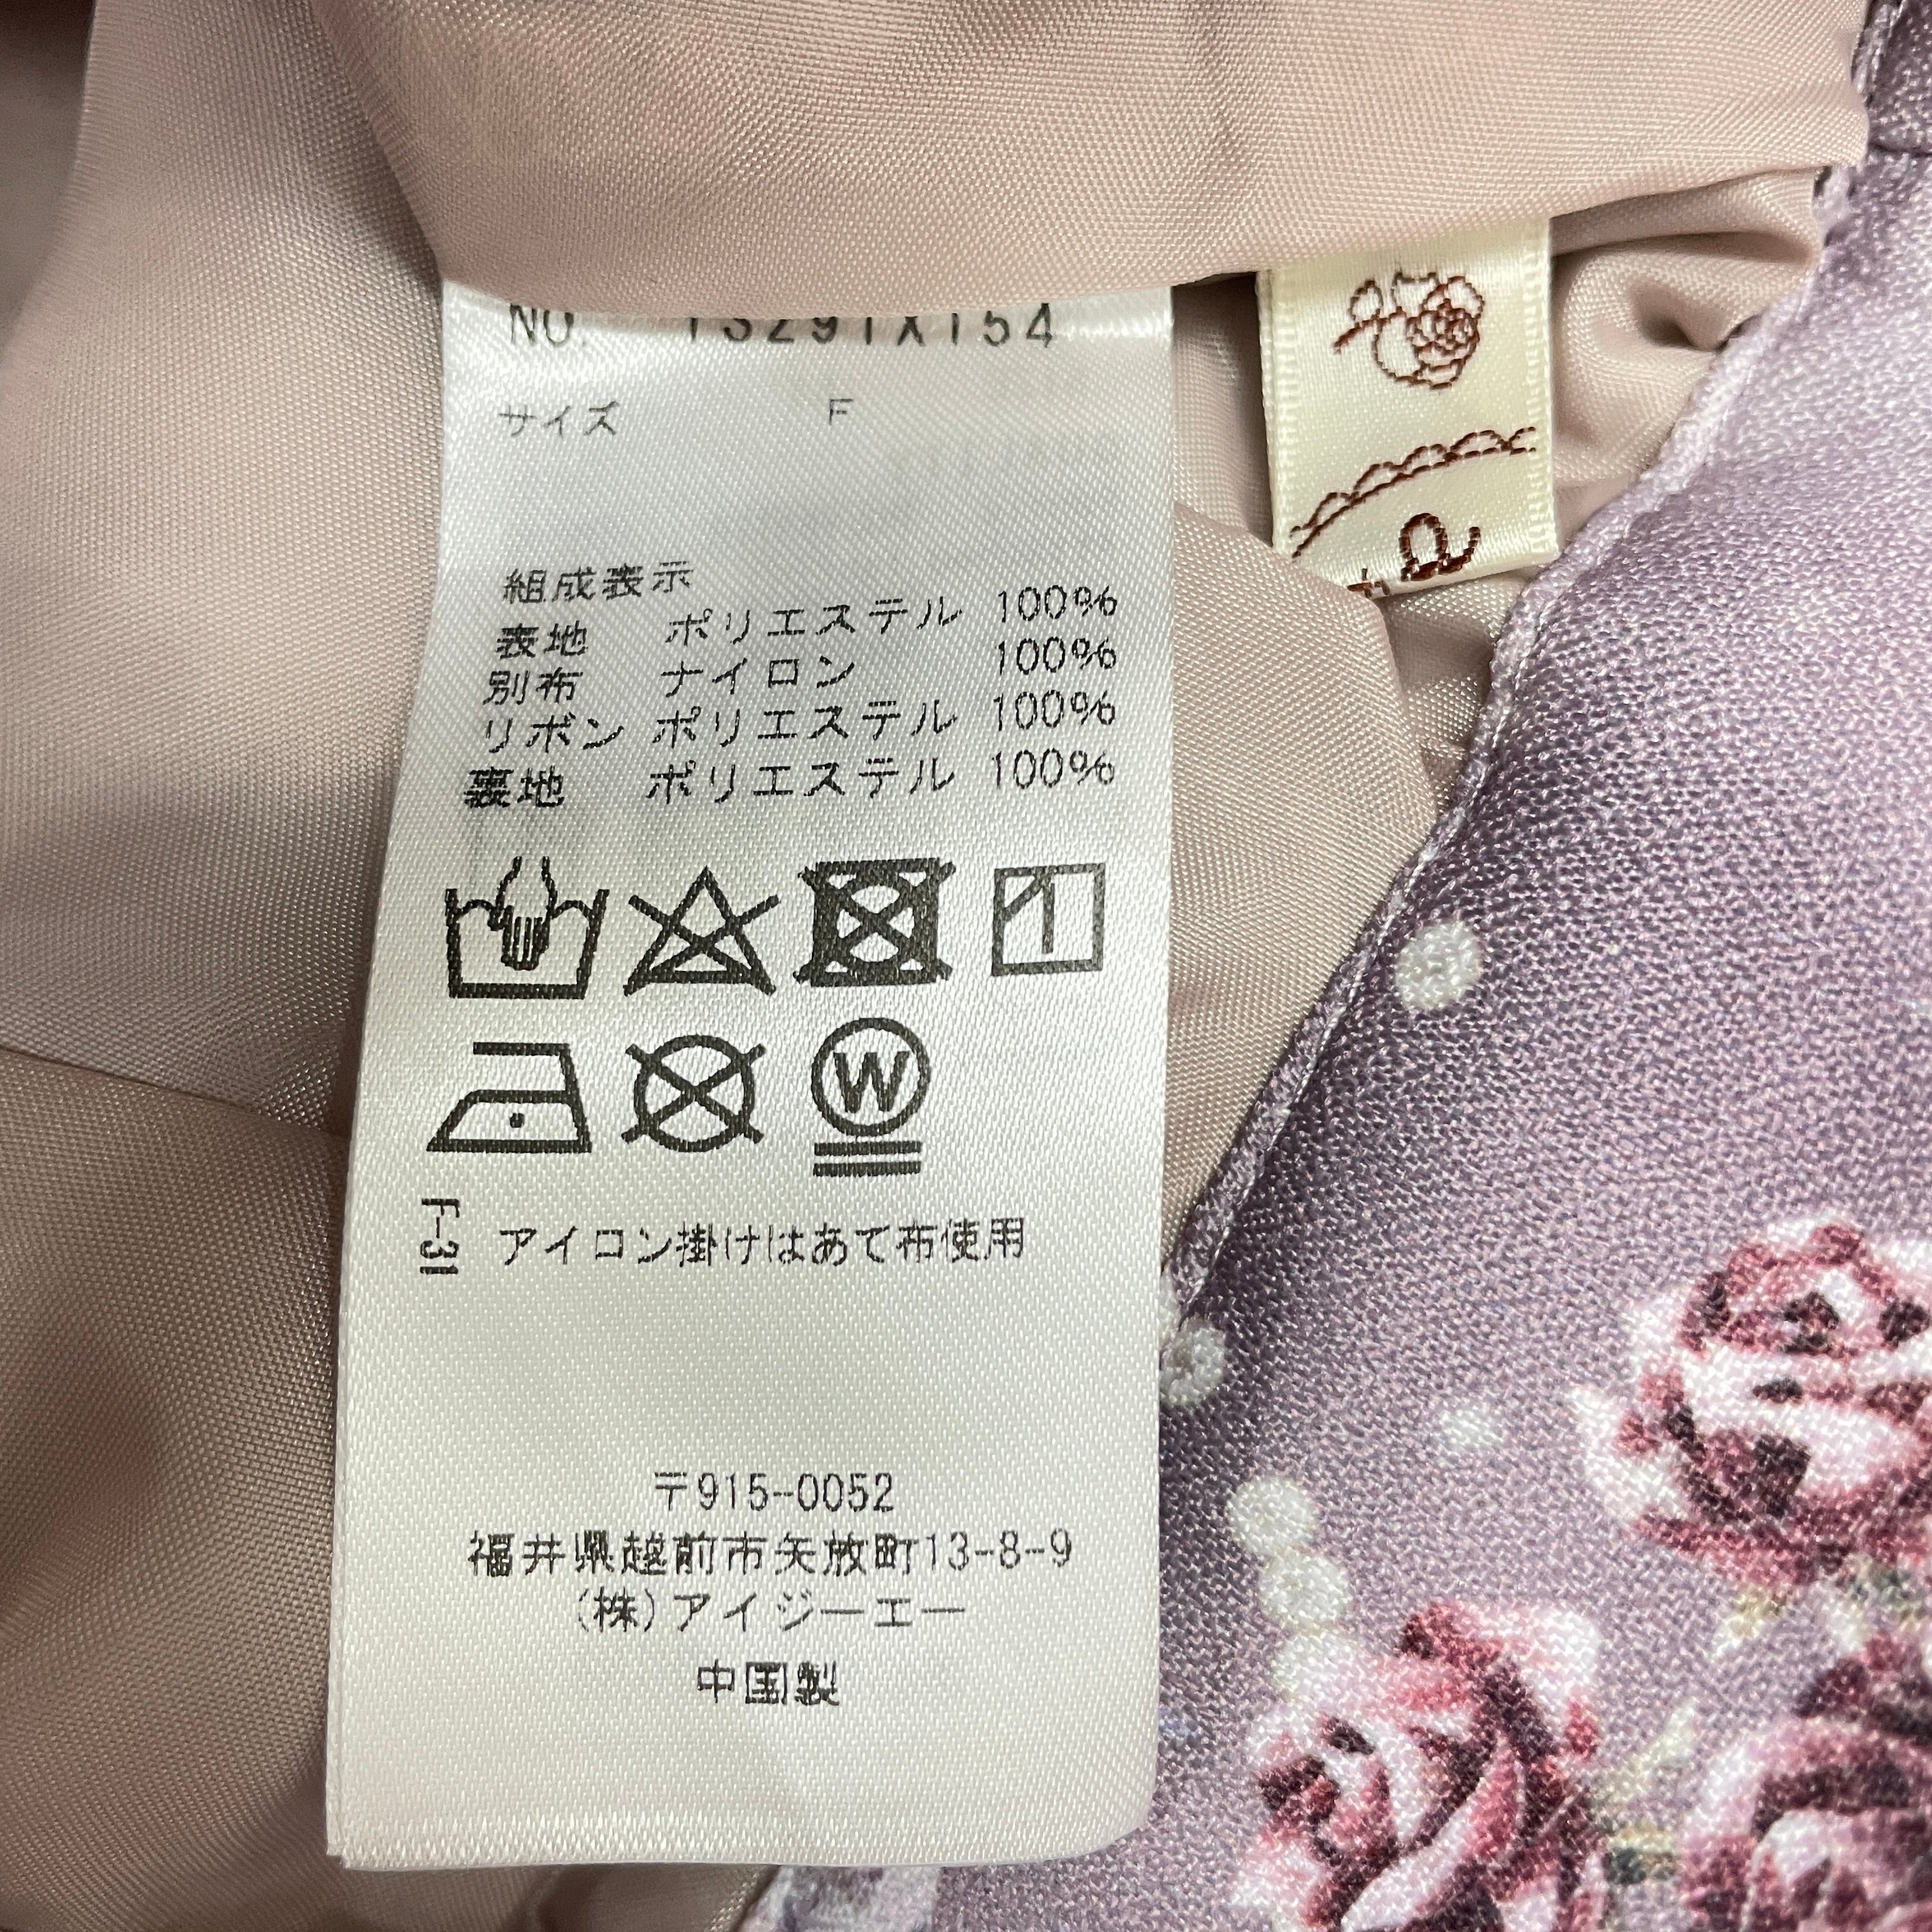 NO. 13291X154
サイズ F
組成表示
表地 ポリエステル 100%
別布 ナイロン 100%
リボン ポリエステル 100%
裏地 ポリエステル 100%
W
F-31 アイロン掛けはあて布使用
〒915-0052
福井県越前市矢放町13-8-9
(株)アイジーエー
中国製